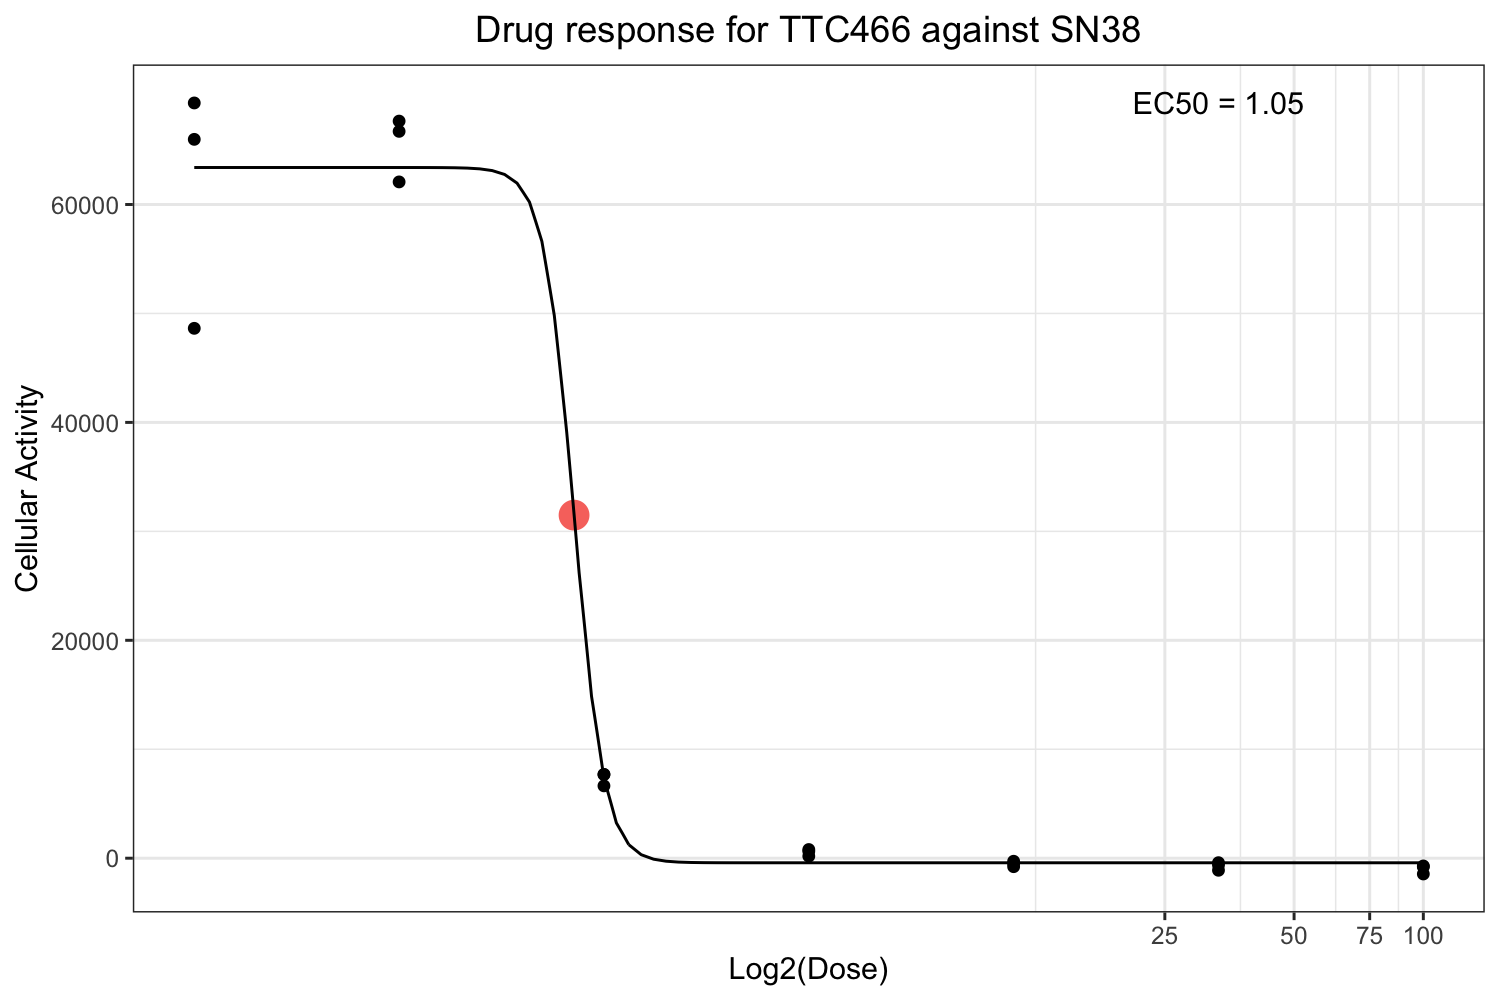 Drug response for TTC466 against SN38
EC50 = 1.05
Cellular Activity
60000
40000
20000
0
25 50 75 100
Log2(Dose)